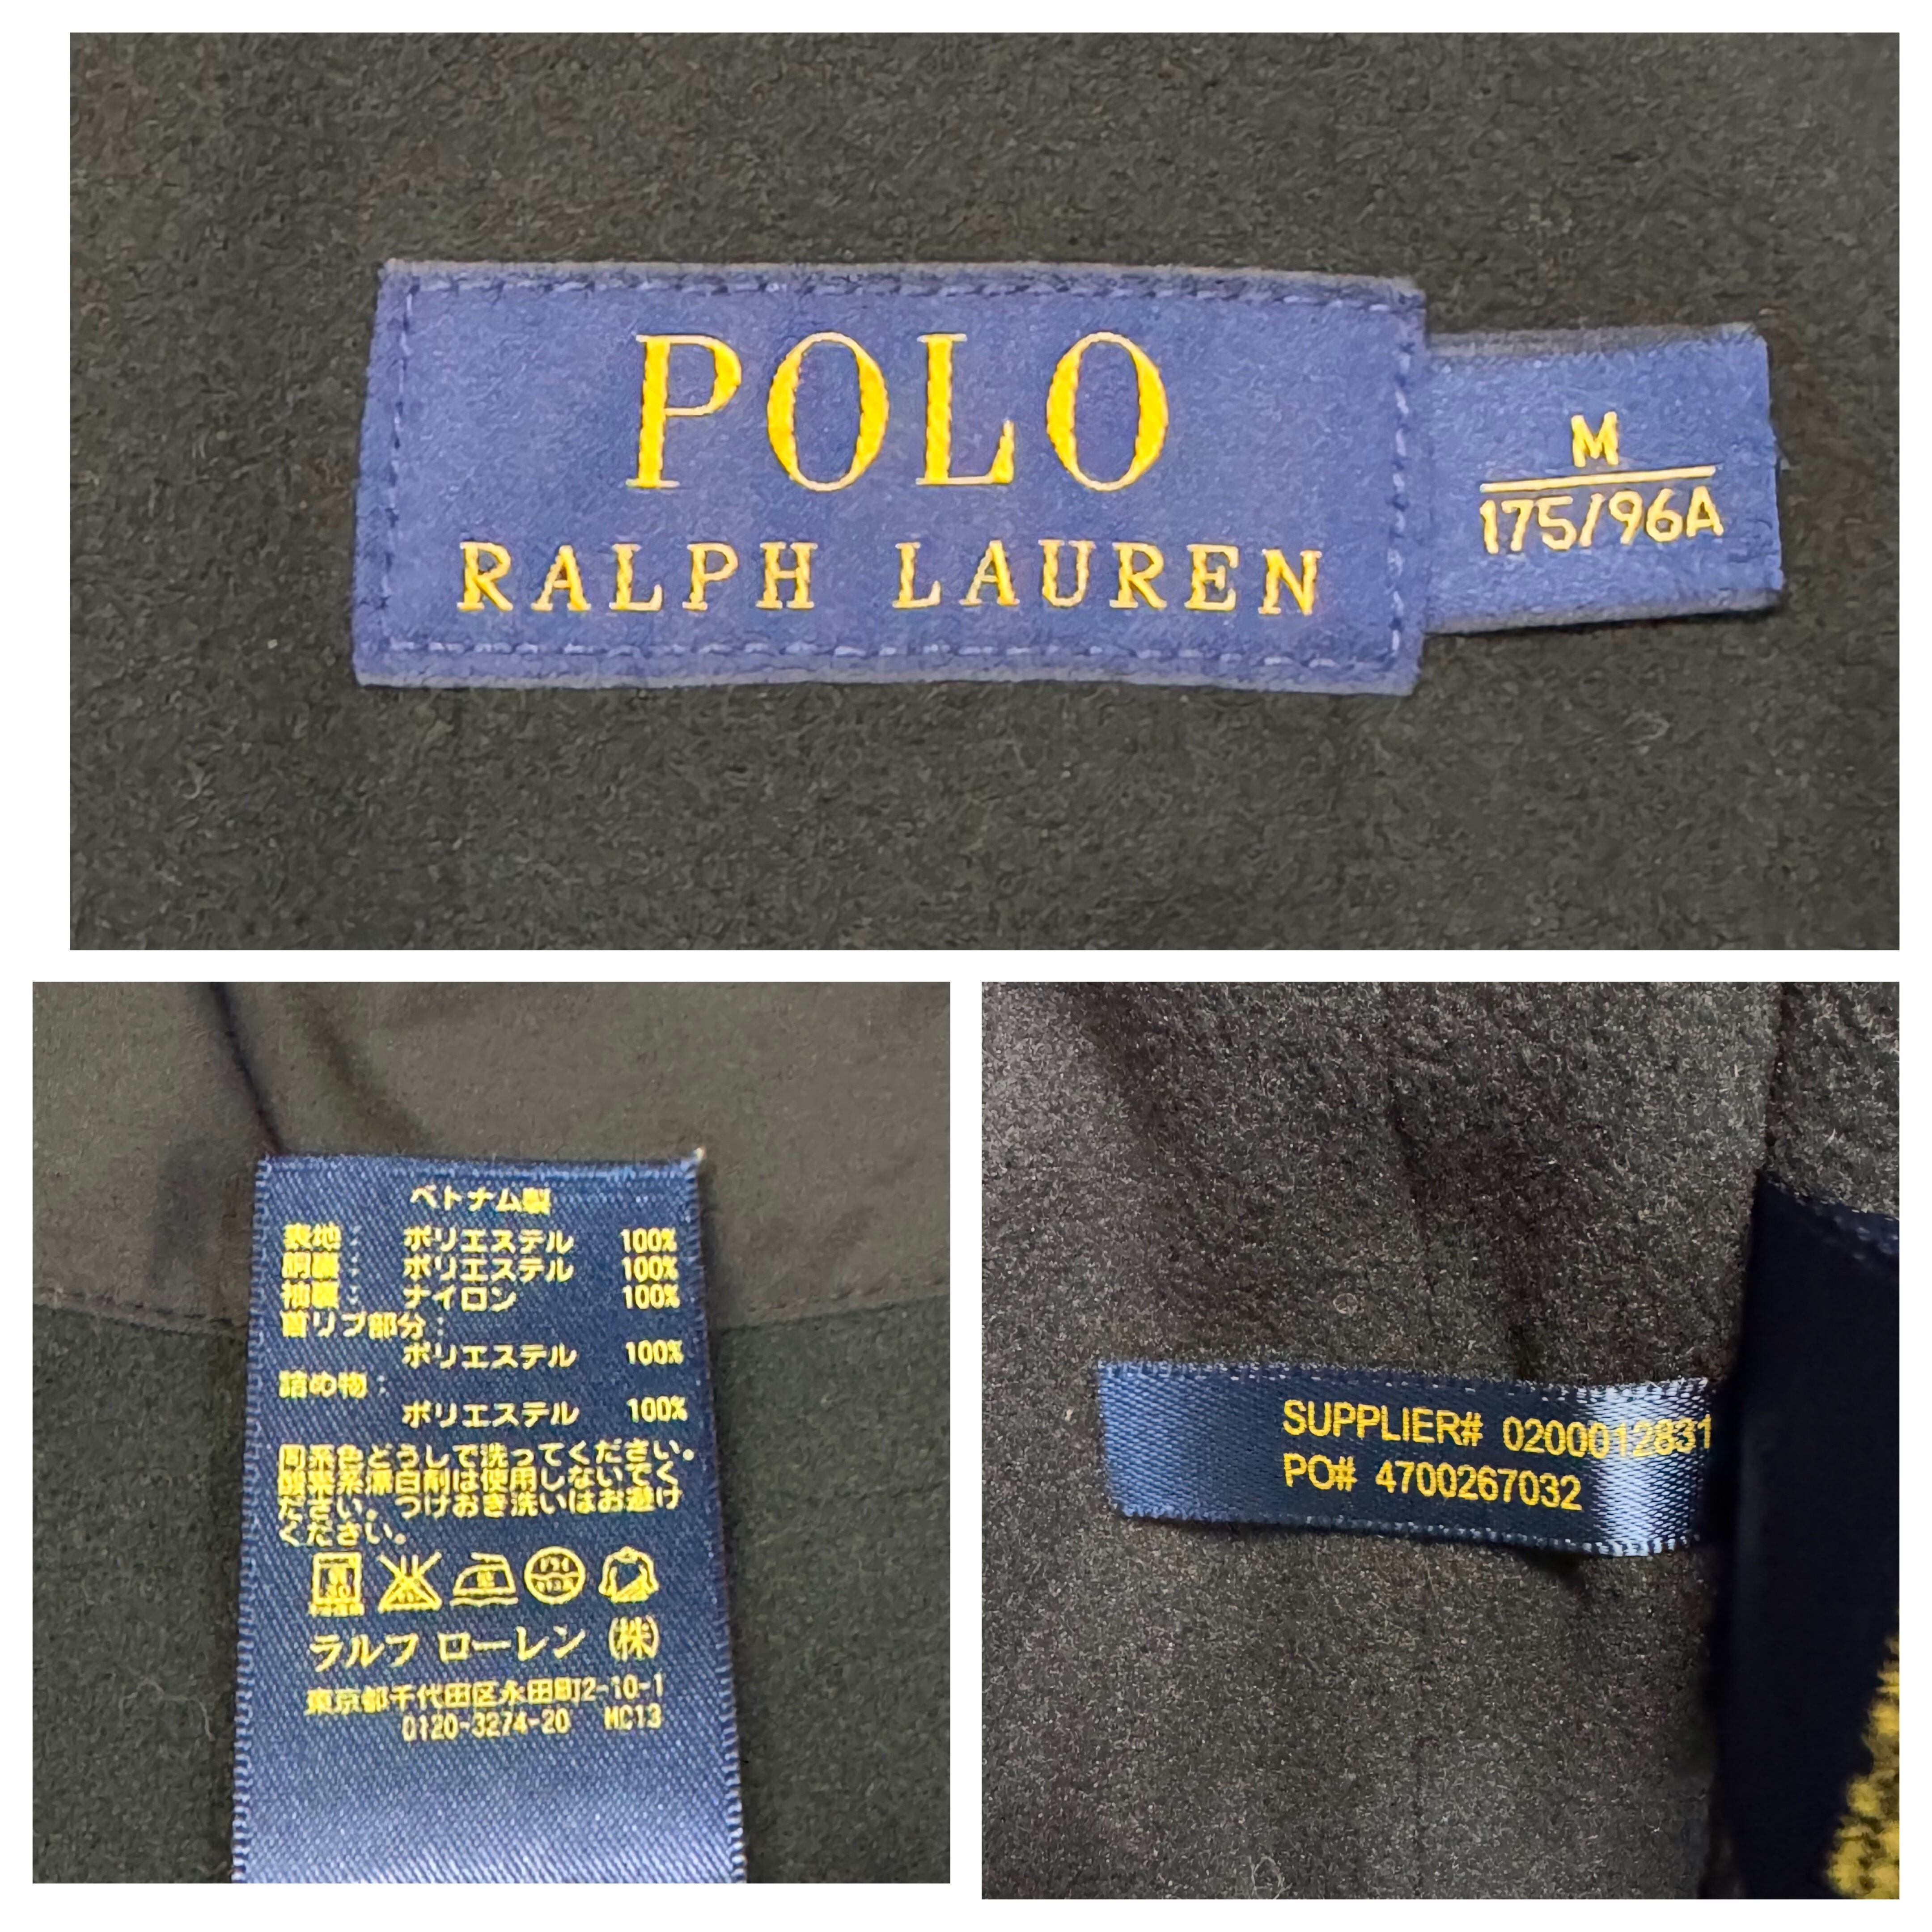 POLO
RALPH LAUREN
M
175/96A
ベトナム製
表地: ポリエステル 100%
胴裏: ポリエステル 100%
袖裏: ナイロン 100%
首リブ部分:
ポリエステル 100%
詰め物:
ポリエステル 100%
同系色どうしで洗ってください。
酸素系漂白剤は使用しないでく
ださい。つけおき洗いはお避け
ください。
ラルフ ローレン (株)
東京都千代田区永田町2-10-1
0120-3274-20 MC13
SUPPLIER# 0200012831
PO# 4700267032